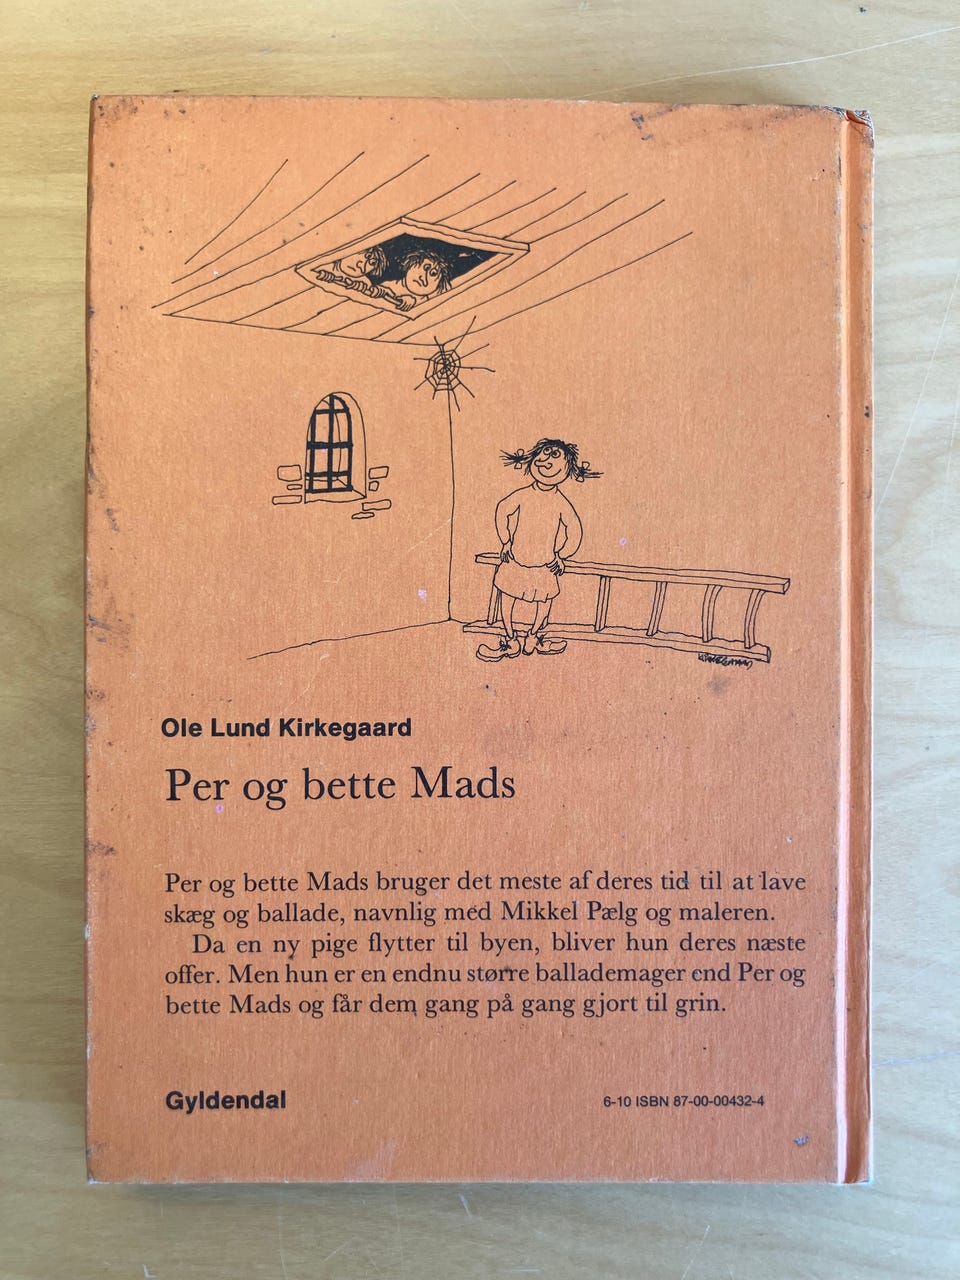 KIRKEGAARD
Ole Lund Kirkegaard
Per og bette Mads
Per og bette Mads bruger det meste af deres tid til at lave
skæg og ballade, navnlig med Mikkel Pælg og maleren.
Da en ny pige flytter til byen, bliver hun deres næste
offer. Men hun er en endnu større ballademager end Per og
bette Mads og får dem gang på gang gjort til grin.
Gyldendal
6-10 ISBN 87-00-00432-4